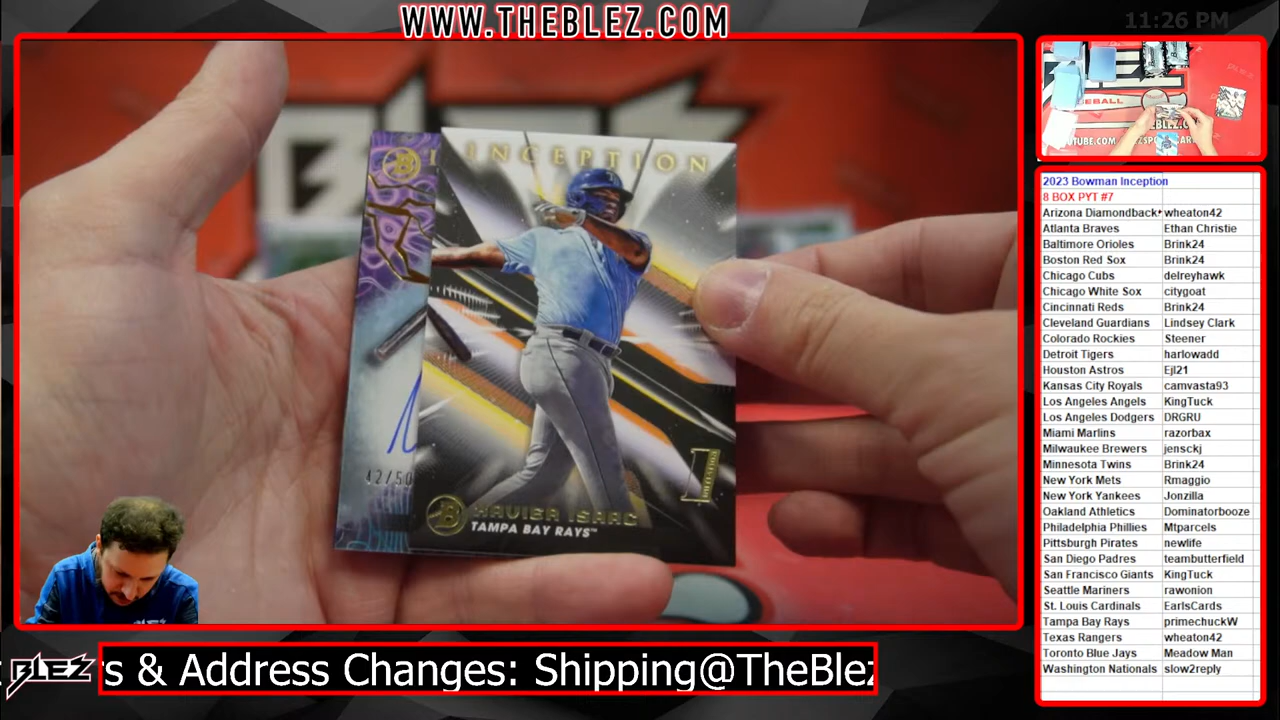 WWW.THEBLEZ.COM
11:26 PM
INCEPTION
42/50
XAVIER ISAAC
TAMPA BAY RAYS™
2023 Bowman Inception
8 BOX PYT #7
Arizona Diamondback wheaton42
Atlanta Braves Ethan Christie
Baltimore Orioles Brink24
Boston Red Sox Brink24
Chicago Cubs delreyhawk
Chicago White Sox citygoat
Cincinnati Reds Brink24
Cleveland Guardians Lindsey Clark
Colorado Rockies Steener
Detroit Tigers harlowadd
Houston Astros Ejl21
Kansas City Royals camvasta93
Los Angeles Angels KingTuck
Los Angeles Dodgers DRGRU
Miami Marlins razorbax
Milwaukee Brewers jensckj
Minnesota Twins Brink24
New York Mets Rmaggio
New York Yankees Jonzilla
Oakland Athletics Dominatorbooze
Philadelphia Phillies Mtparcels
Pittsburgh Pirates newlife
San Diego Padres teambutterfield
San Francisco Giants KingTuck
Seattle Mariners rawonion
St. Louis Cardinals EarlsCards
Tampa Bay Rays primechuckW
Texas Rangers wheaton42
Toronto Blue Jays Meadow Man
Washington Nationals slow2reply
BLEZ
s & Address Changes: Shipping@TheBlez